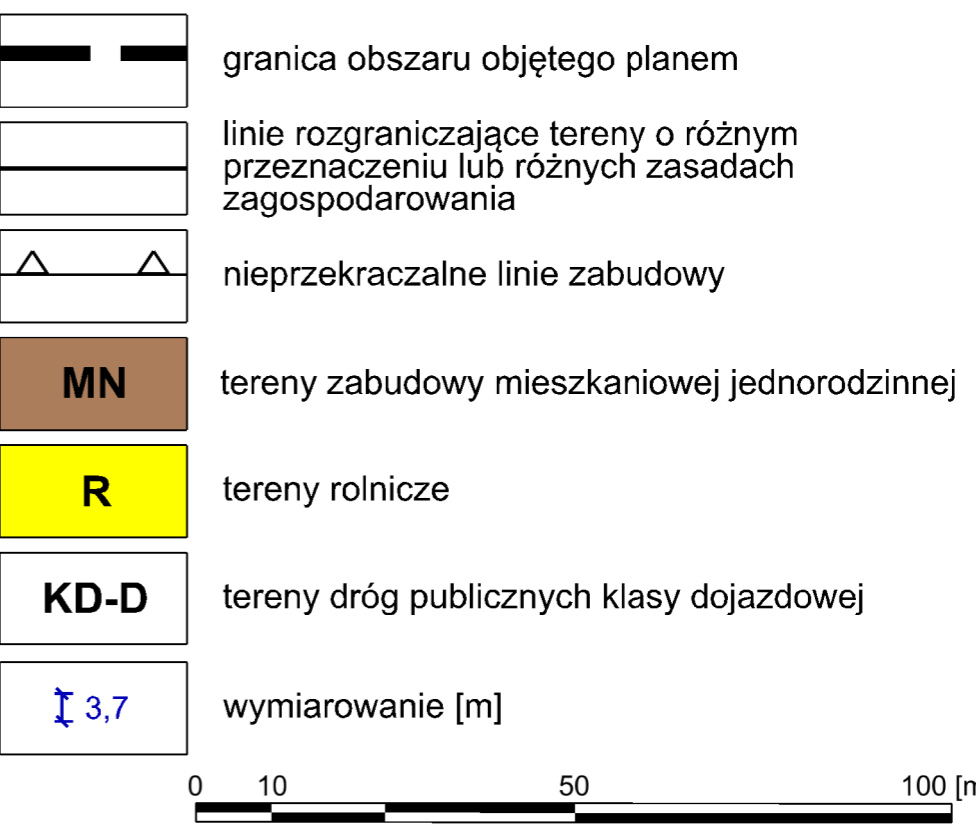 granica obszaru objętego planem
linie rozgraniczające tereny o różnym
przeznaczeniu lub różnych zasadach
zagospodarowania
nieprzekraczalne linie zabudowy
MN tereny zabudowy mieszkaniowej jednorodzinnej
R tereny rolnicze
KD-D tereny dróg publicznych klasy dojazdowej
3,7 wymiarowanie [m]
0 10 50 100